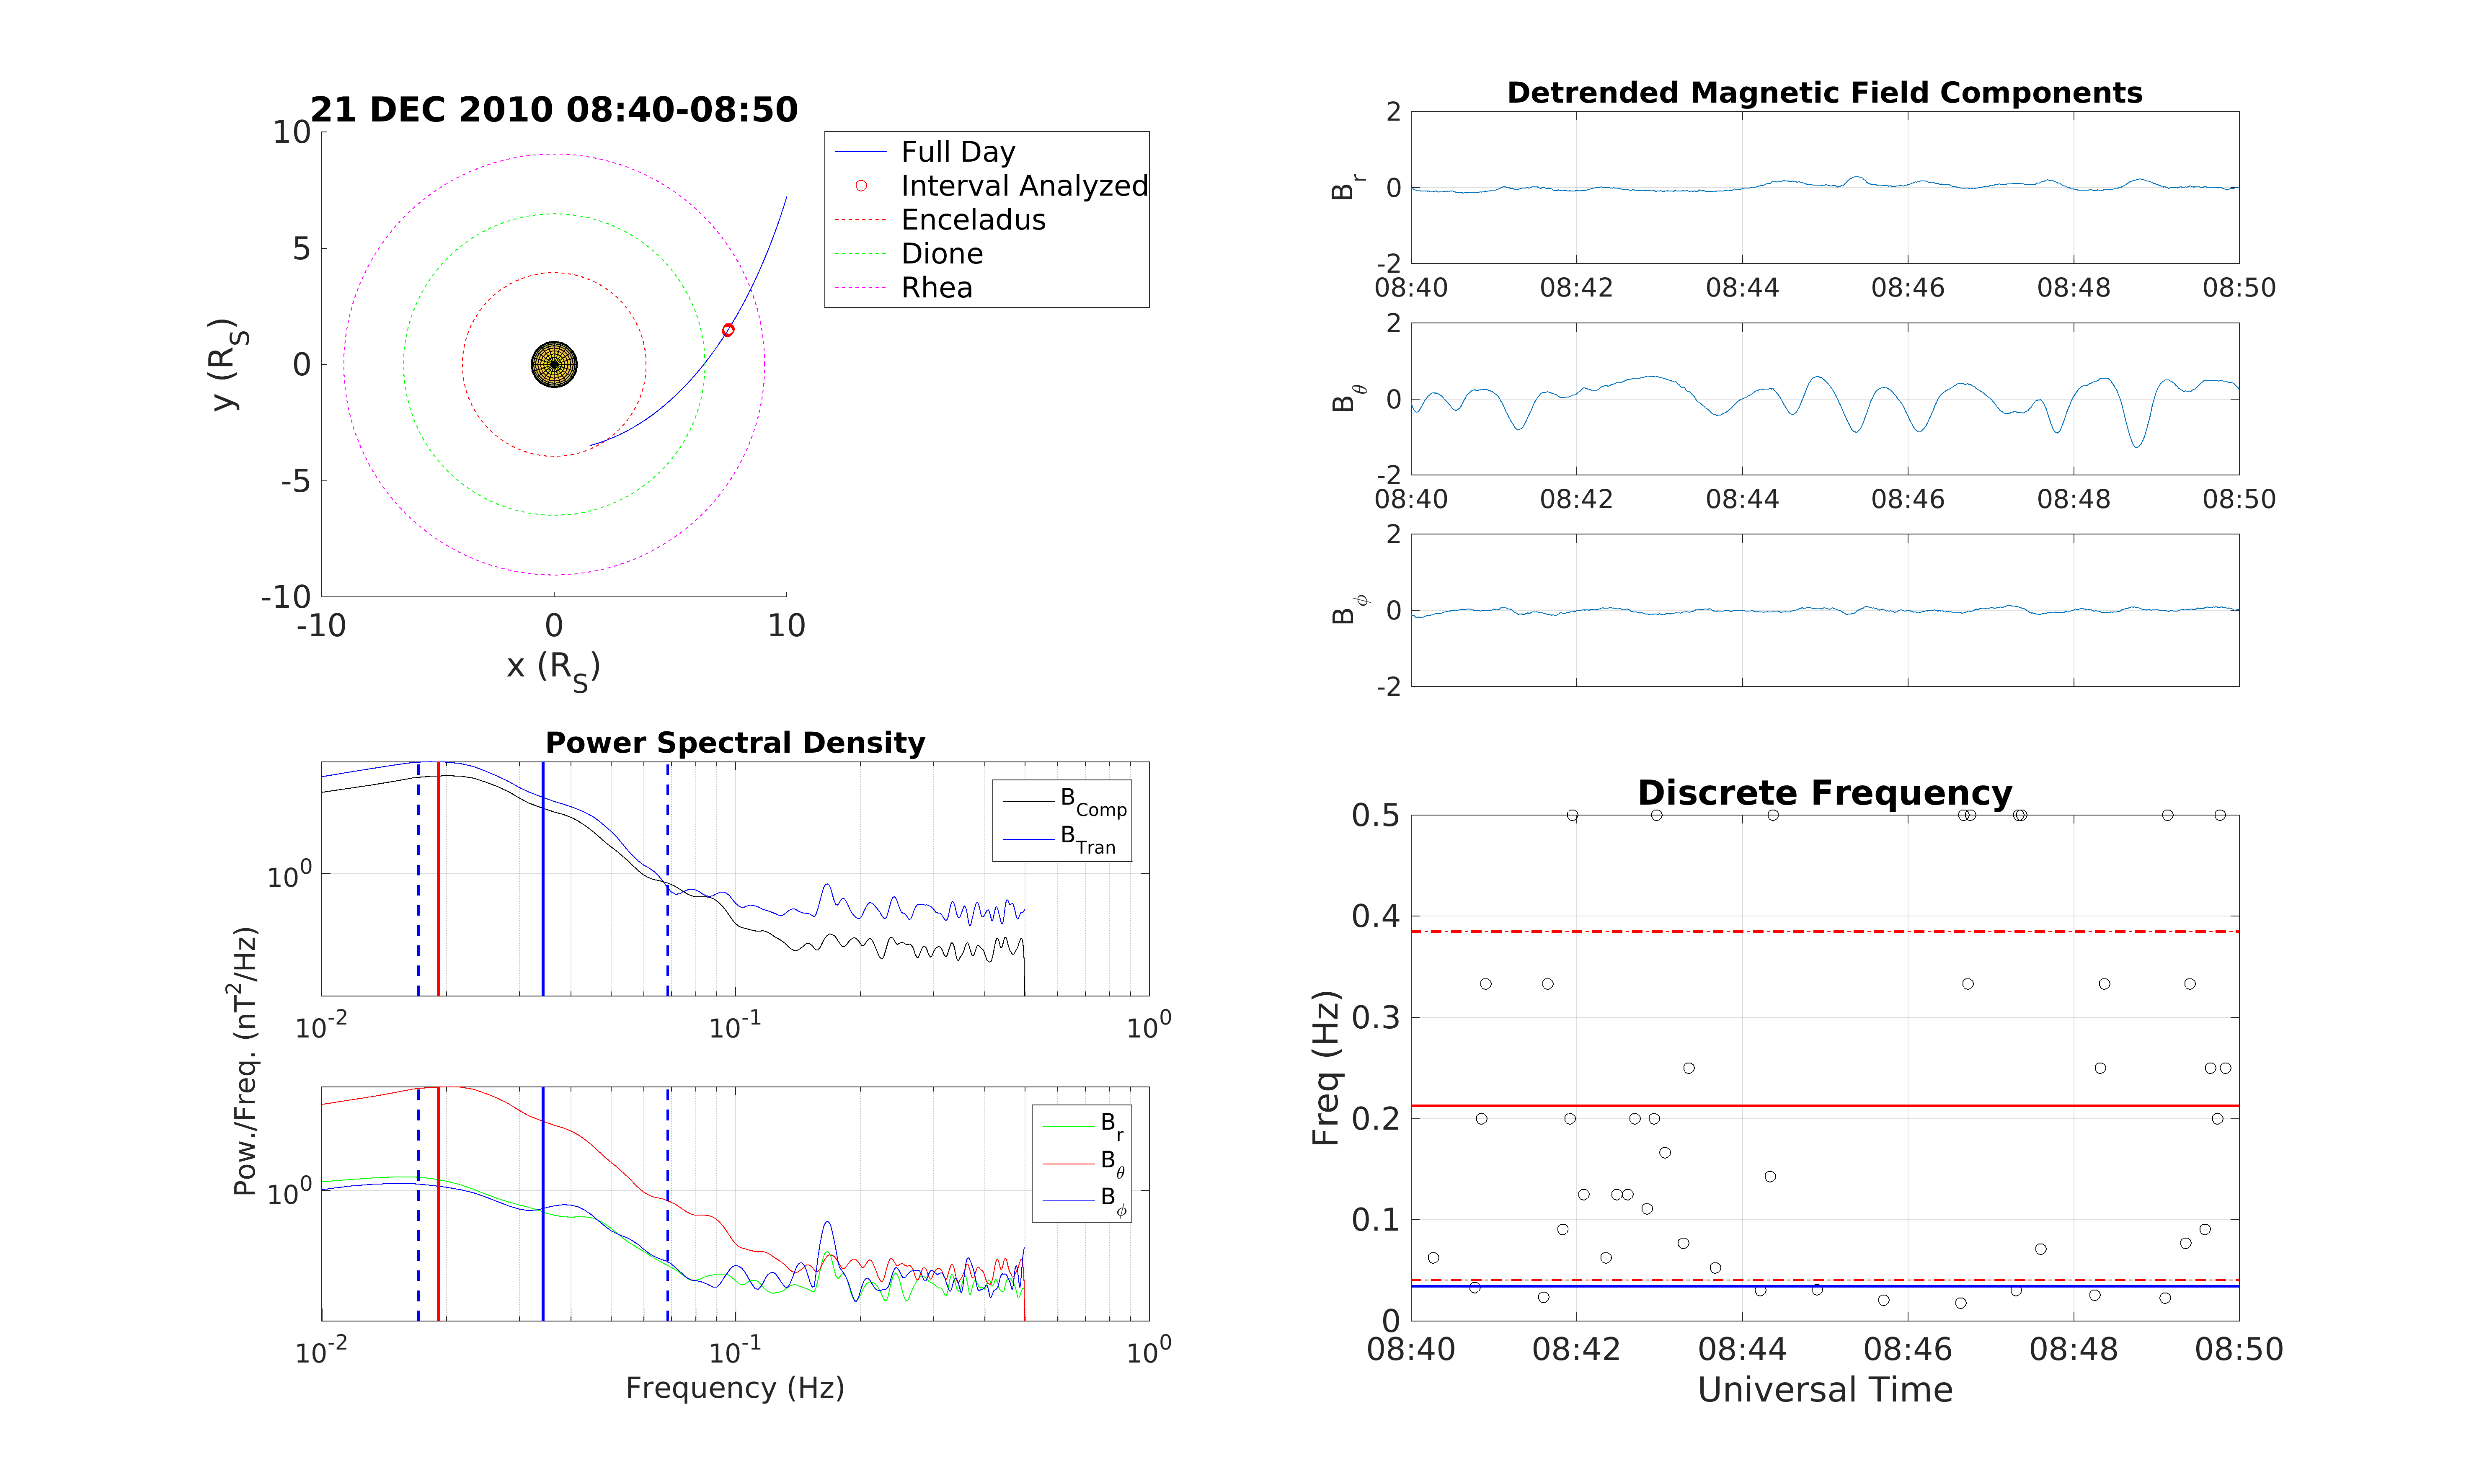 21 DEC 2010 08:40-08:50
10
5
0
-5
-10
y (R_S)
-10 0 10
x (R_S)
Full Day
Interval Analyzed
Enceladus
Dione
Rhea
Detrended Magnetic Field Components
2
0
-2
B_r
08:40 08:42 08:44 08:46 08:48 08:50
2
0
-2
B_θ
08:40 08:42 08:44 08:46 08:48 08:50
2
0
-2
B_ϕ
Power Spectral Density
10^0
B_Comp
B_Tran
10^-2 10^-1 10^0
Pow./Freq. (nT^2/Hz)
10^0
B_r
B_θ
B_ϕ
10^-2 10^-1 10^0
Frequency (Hz)
Discrete Frequency
0.5
0.4
0.3
0.2
0.1
0
Freq (Hz)
08:40 08:42 08:44 08:46 08:48 08:50
Universal Time